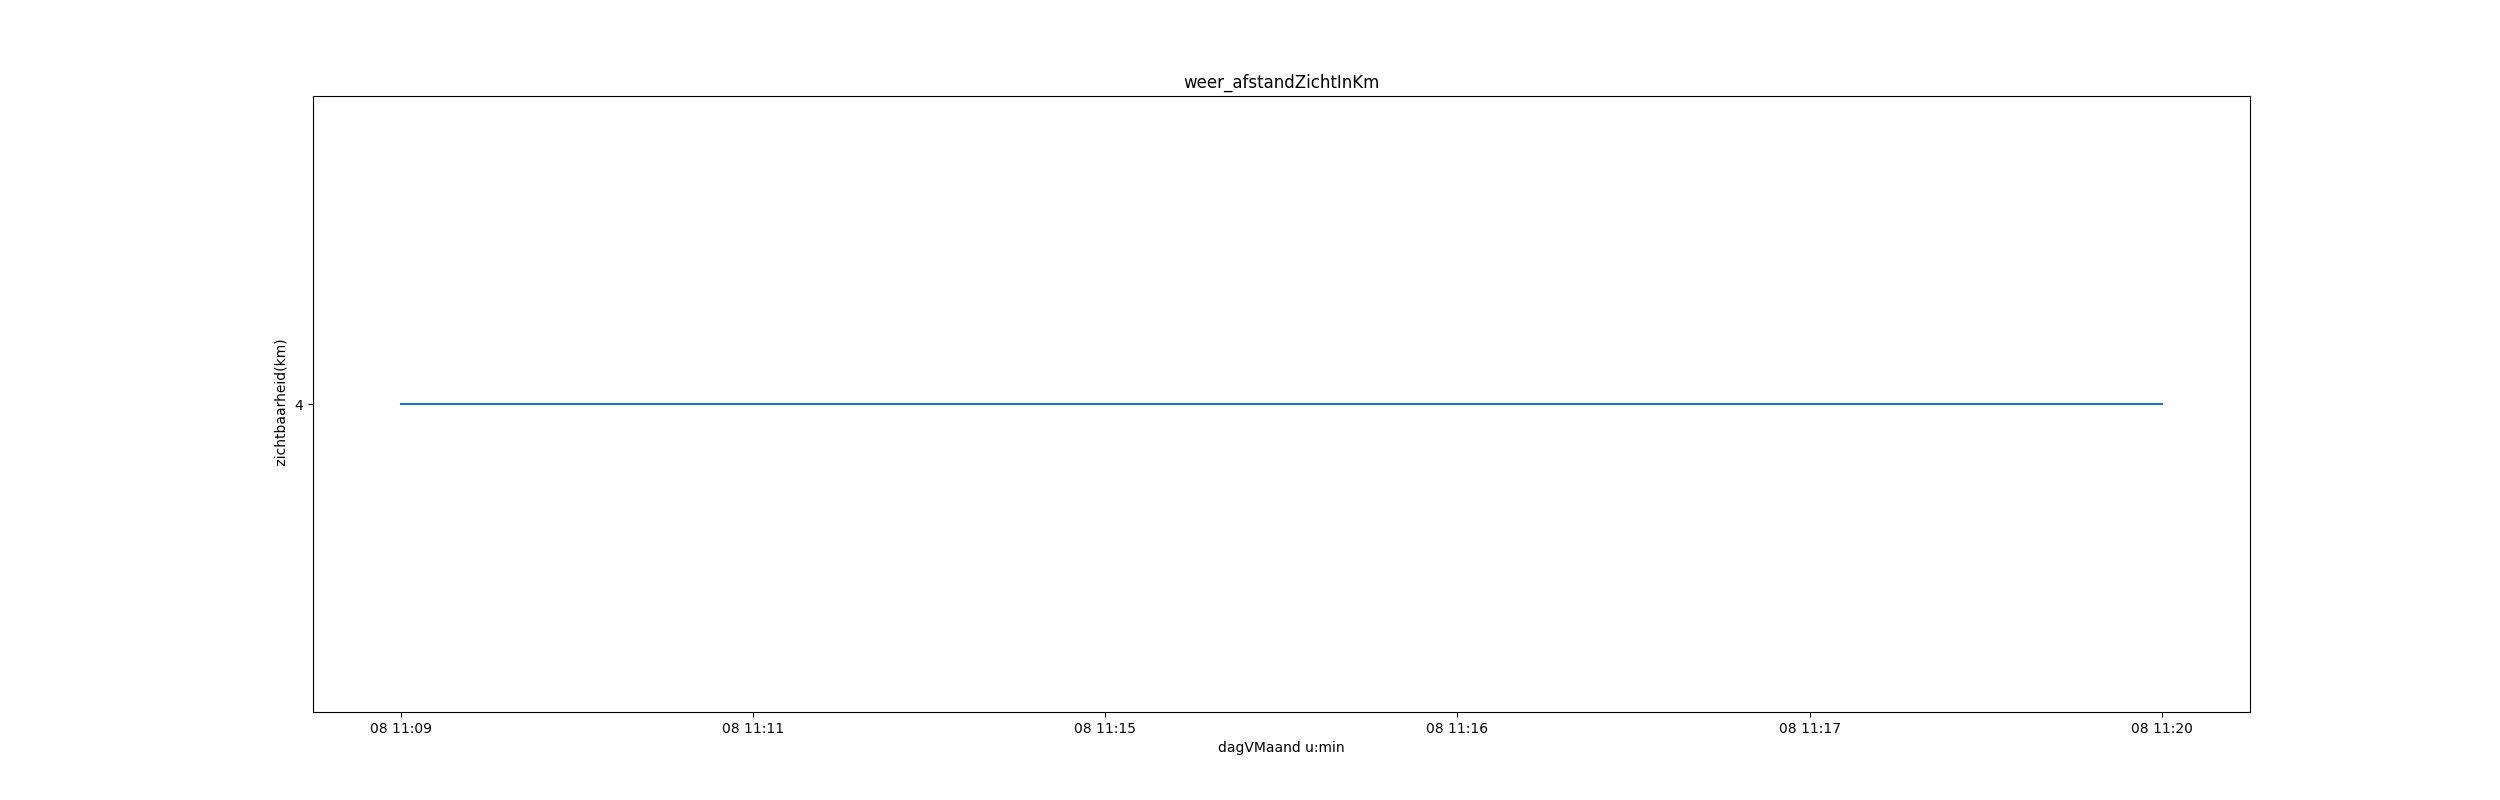 weer_afstandZichtInKm
zichtbaarheid(km)
4
08 11:09 08 11:11 08 11:15 08 11:16 08 11:17 08 11:20
dagVMaand u:min